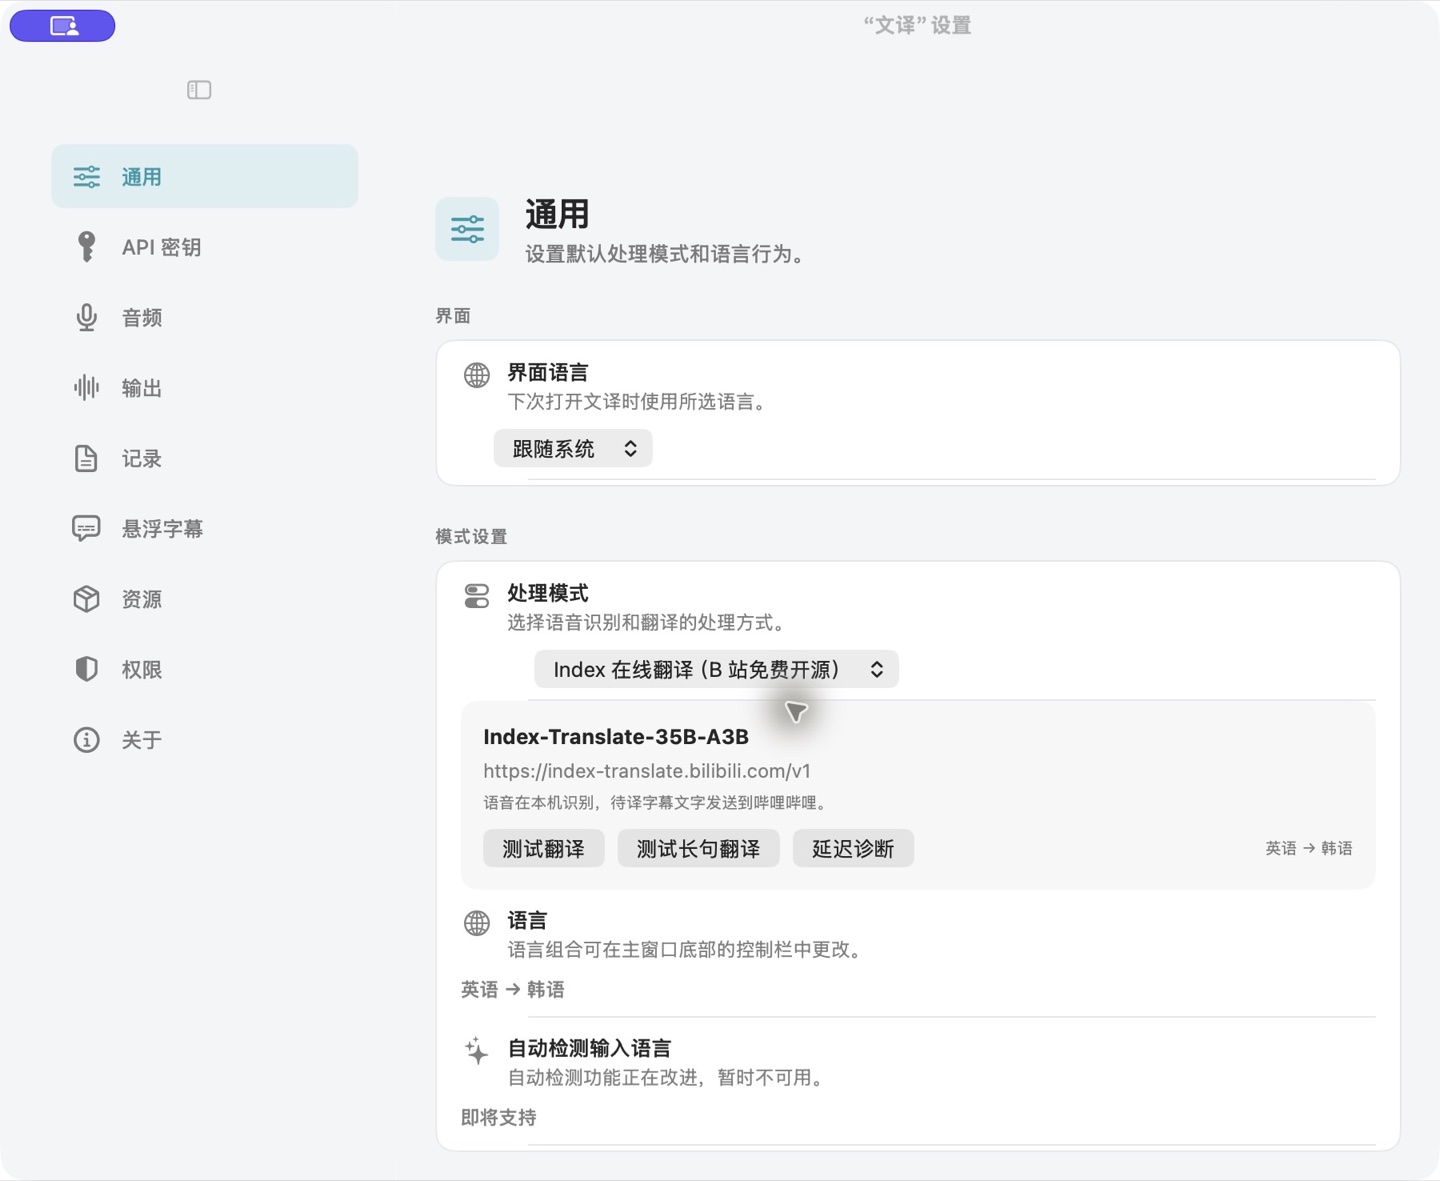 “文译” 设置
通用
API 密钥
音频
输出
记录
悬浮字幕
资源
权限
关于
通用
设置默认处理模式和语言行为。
界面
界面语言
下次打开文译时使用所选语言。
跟随系统
模式设置
处理模式
选择语音识别和翻译的处理方式。
Index 在线翻译（B 站免费开源）
Index-Translate-35B-A3B
https://index-translate.bilibili.com/v1
语音在本机识别，待译字幕文字发送到哔哩哔哩。
测试翻译 测试长句翻译 延迟诊断 英语 → 韩语
语言
语言组合可在主窗口底部的控制栏中更改。
英语 → 韩语
自动检测输入语言
自动检测功能正在改进，暂时不可用。
即将支持